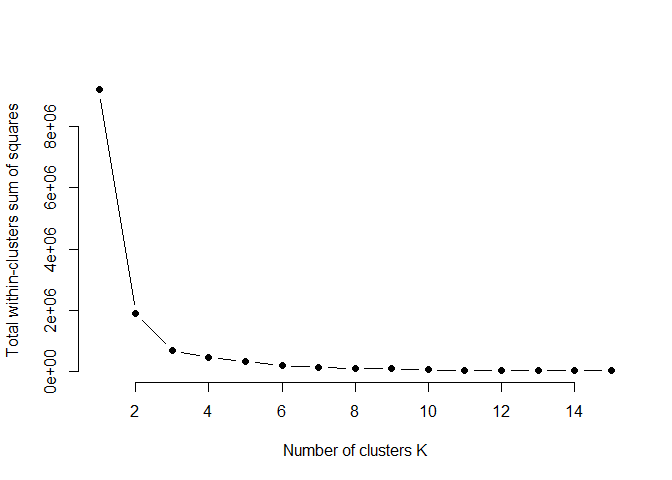 Total within-clusters sum of squares
8e+06
6e+06
4e+06
2e+06
0e+00
2 4 6 8 10 12 14
Number of clusters K